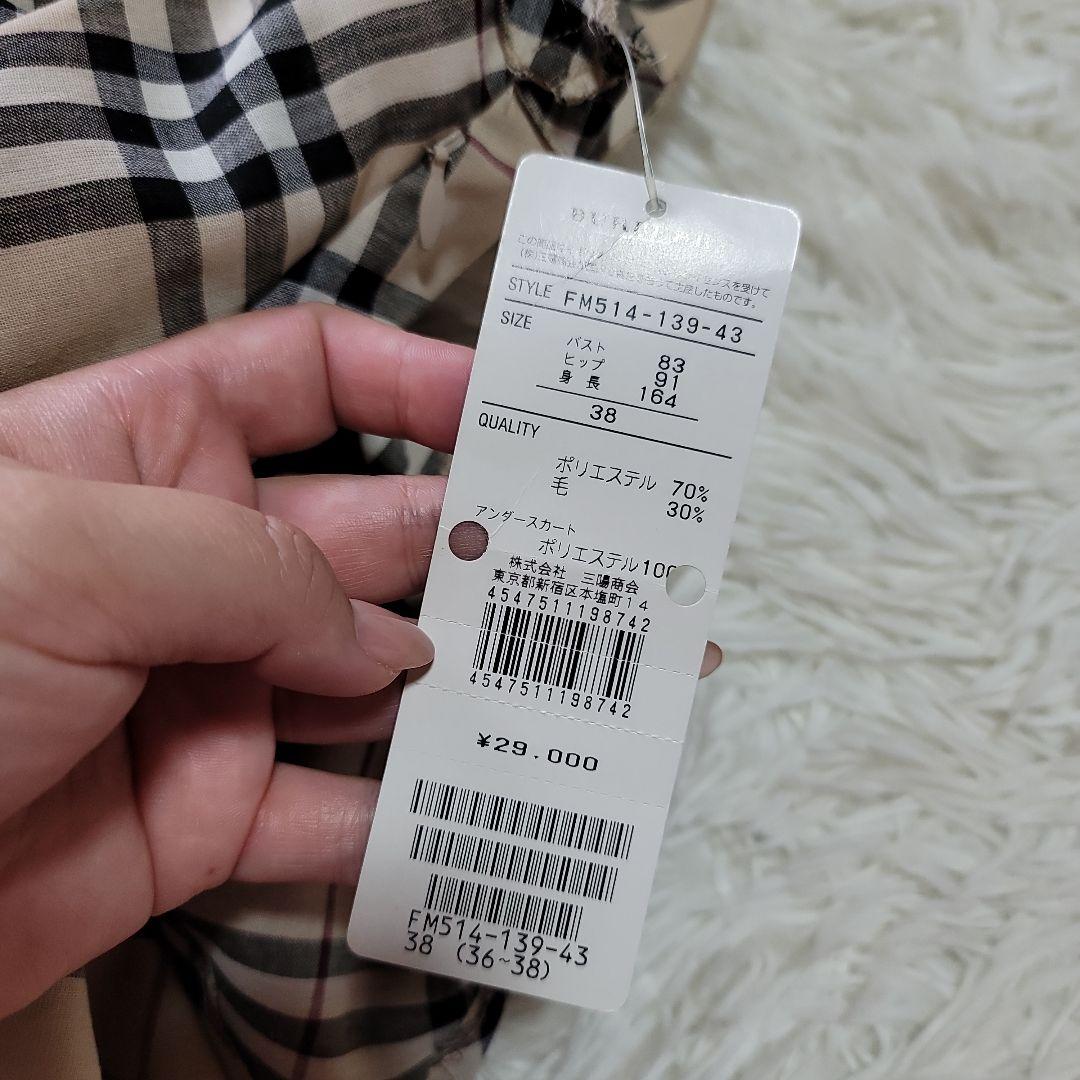 STYLE FM514-139-43
SIZE
バスト 83
ヒップ 91
身長 164
38
QUALITY
ポリエステル 70%
毛 30%
アンダースカート
ポリエステル100
株式会社 三陽商会
東京都新宿区本塩町14
4547511198742
4547511198742
¥29.000
FM514-139-43
38 (36~38)